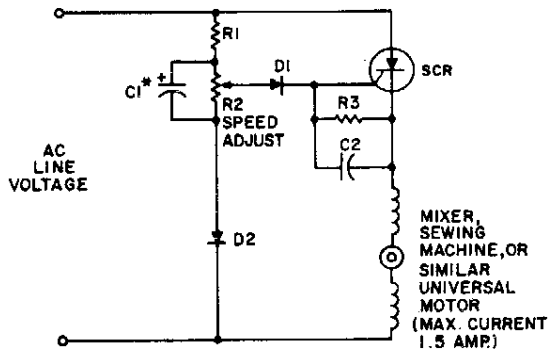 R1
D1
SCR
+
C1*
R2
SPEED
ADJUST
R3
C2
AC
LINE
VOLTAGE
D2
MIXER,
SEWING
MACHINE, OR
SIMILAR
UNIVERSAL
MOTOR
(MAX. CURRENT
1.5 AMP.)